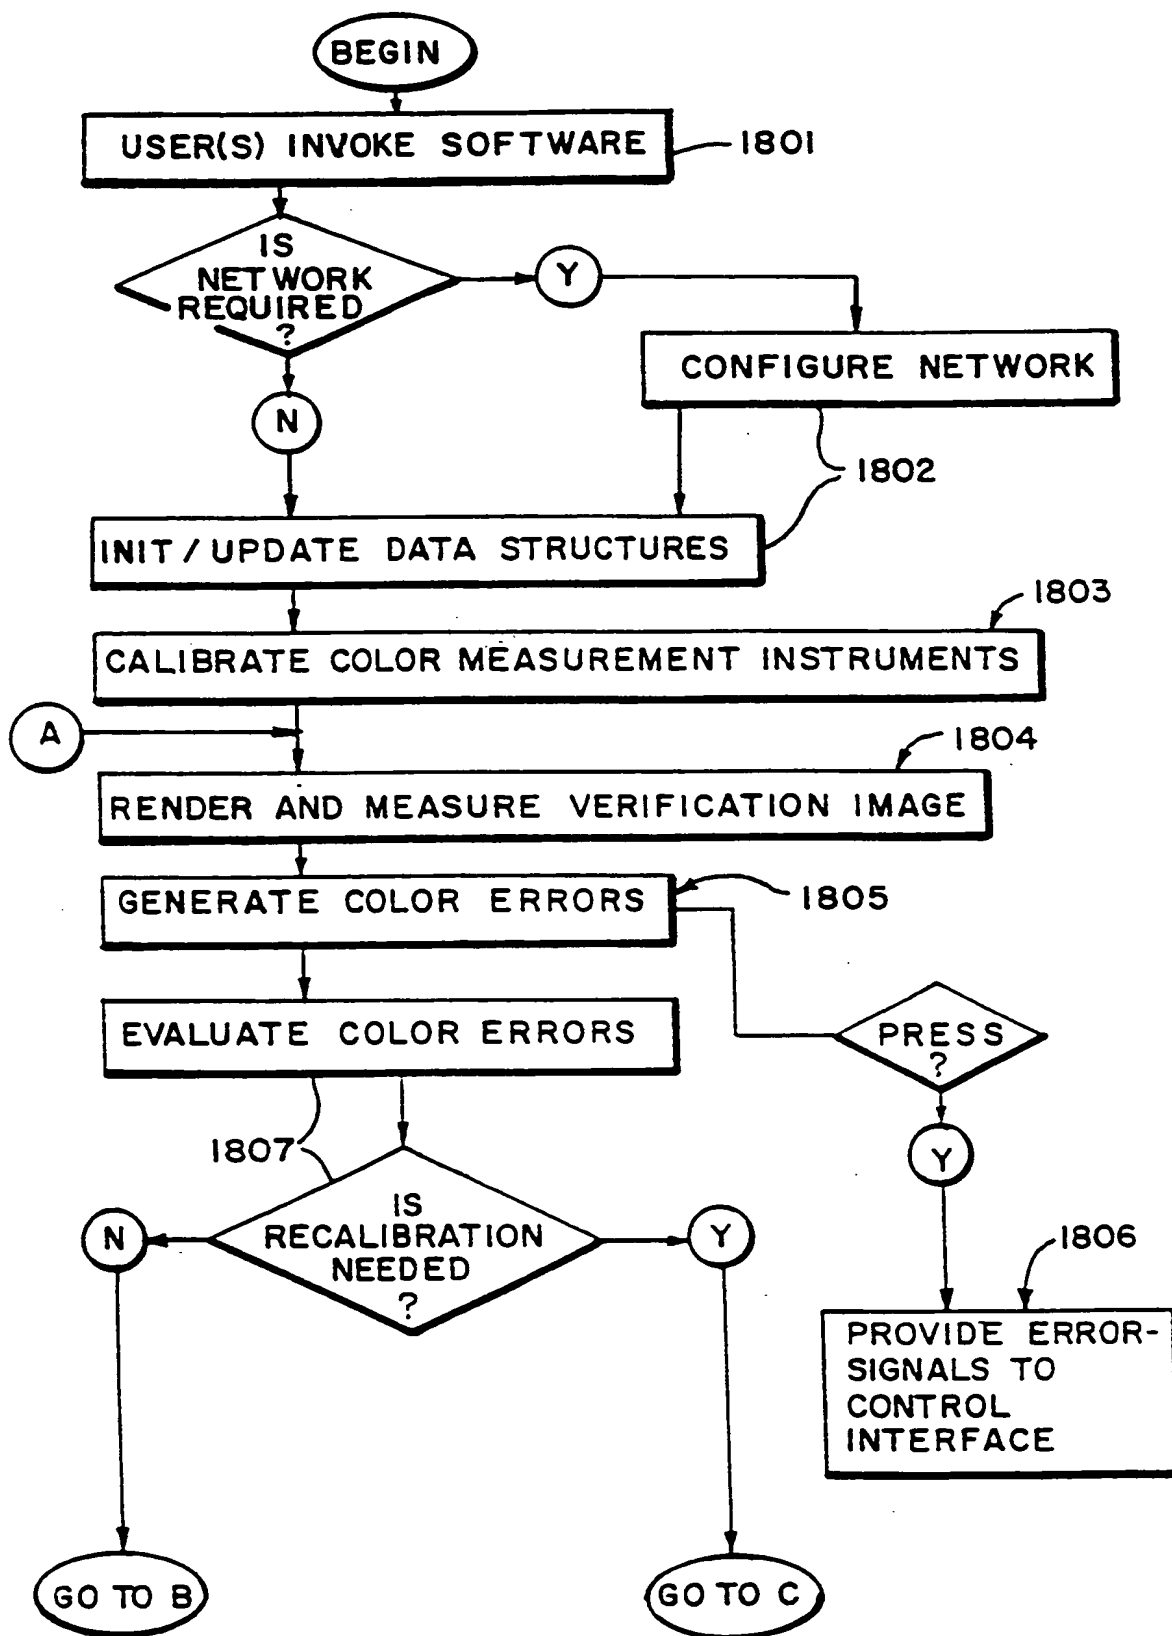 BEGIN
USER(S) INVOKE SOFTWARE
1801
IS
NETWORK
REQUIRED
?
Y
CONFIGURE NETWORK
N
1802
INIT / UPDATE DATA STRUCTURES
1803
CALIBRATE COLOR MEASUREMENT INSTRUMENTS
A
1804
RENDER AND MEASURE VERIFICATION IMAGE
GENERATE COLOR ERRORS
1805
EVALUATE COLOR ERRORS
PRESS
?
1807
Y
IS
RECALIBRATION
NEEDED
?
N
Y
1806
PROVIDE ERROR-
SIGNALS TO
CONTROL
INTERFACE
GO TO B
GO TO C